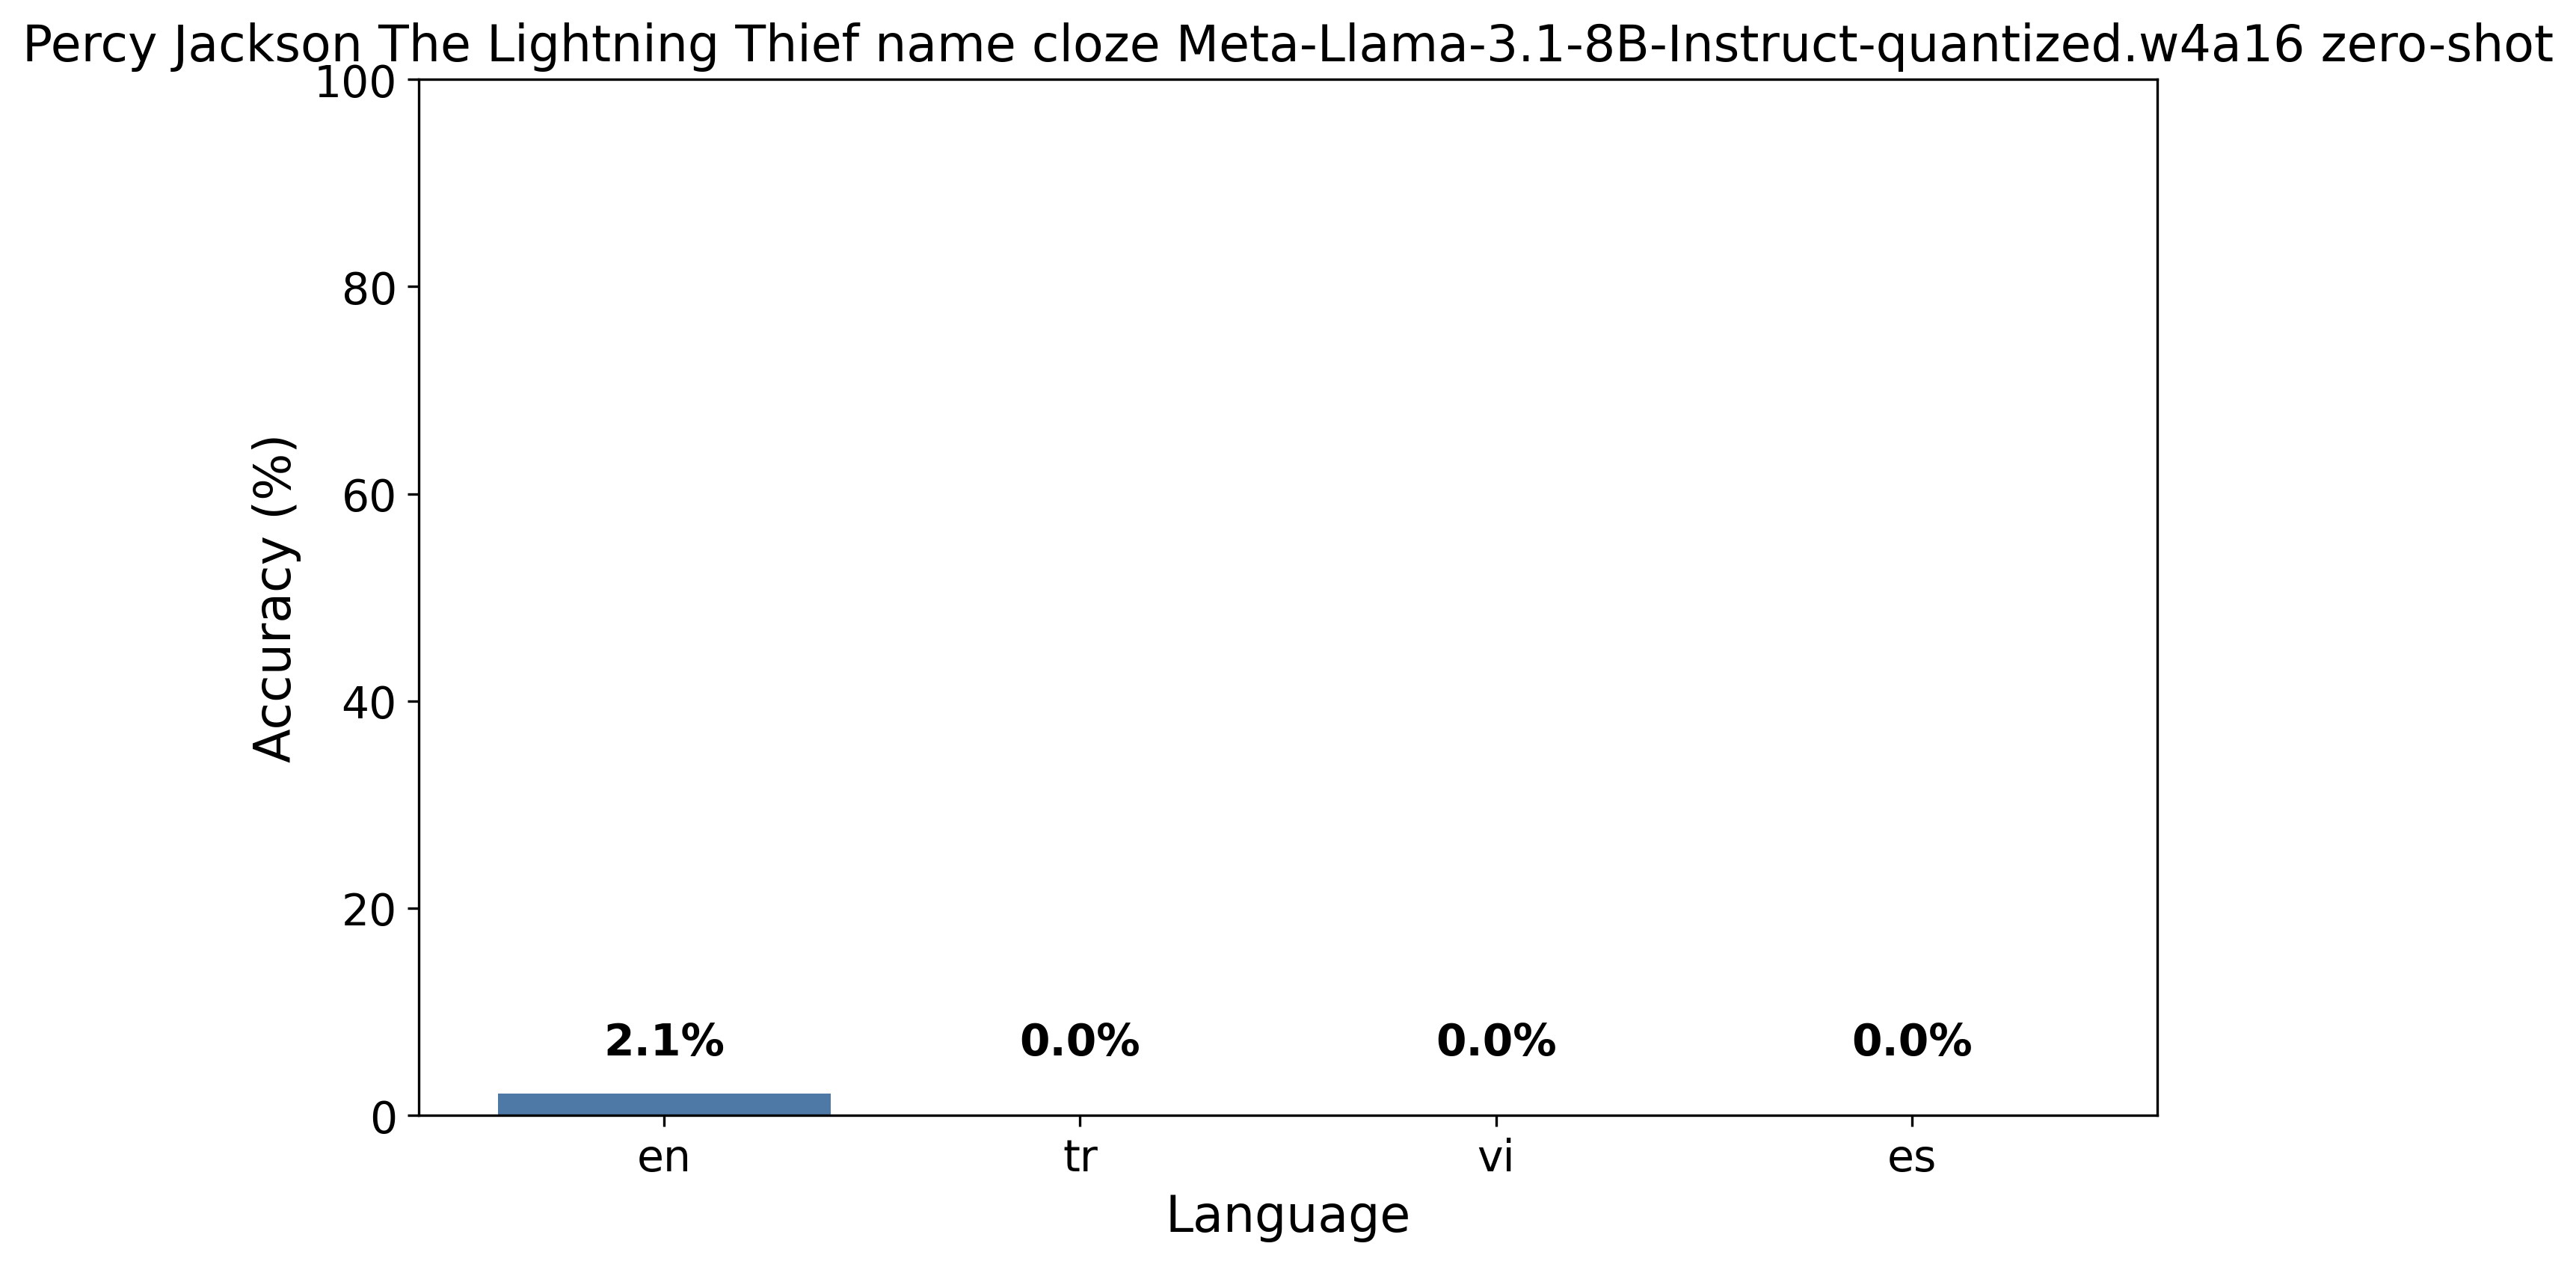 Percy Jackson The Lightning Thief name cloze Meta-Llama-3.1-8B-Instruct-quantized.w4a16 zero-shot
100
80
60
40
20
0
Accuracy (%)
2.1%
0.0%
0.0%
0.0%
en
tr
vi
es
Language